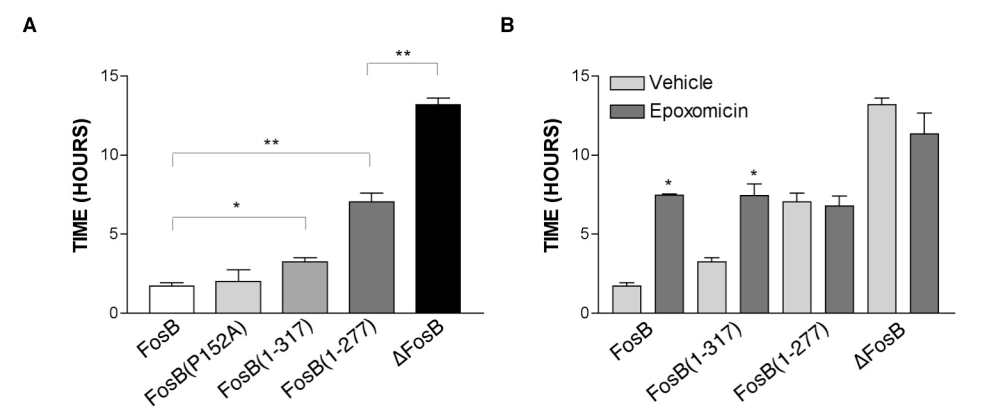 A
B
**
15
10
5
0
TIME (HOURS)
**
*
FosB
FosB(P152A)
FosB(1-317)
FosB(1-277)
ΔFosB
15
10
5
0
TIME (HOURS)
Vehicle
Epoxomicin
*
*
FosB
FosB(1-317)
FosB(1-277)
ΔFosB